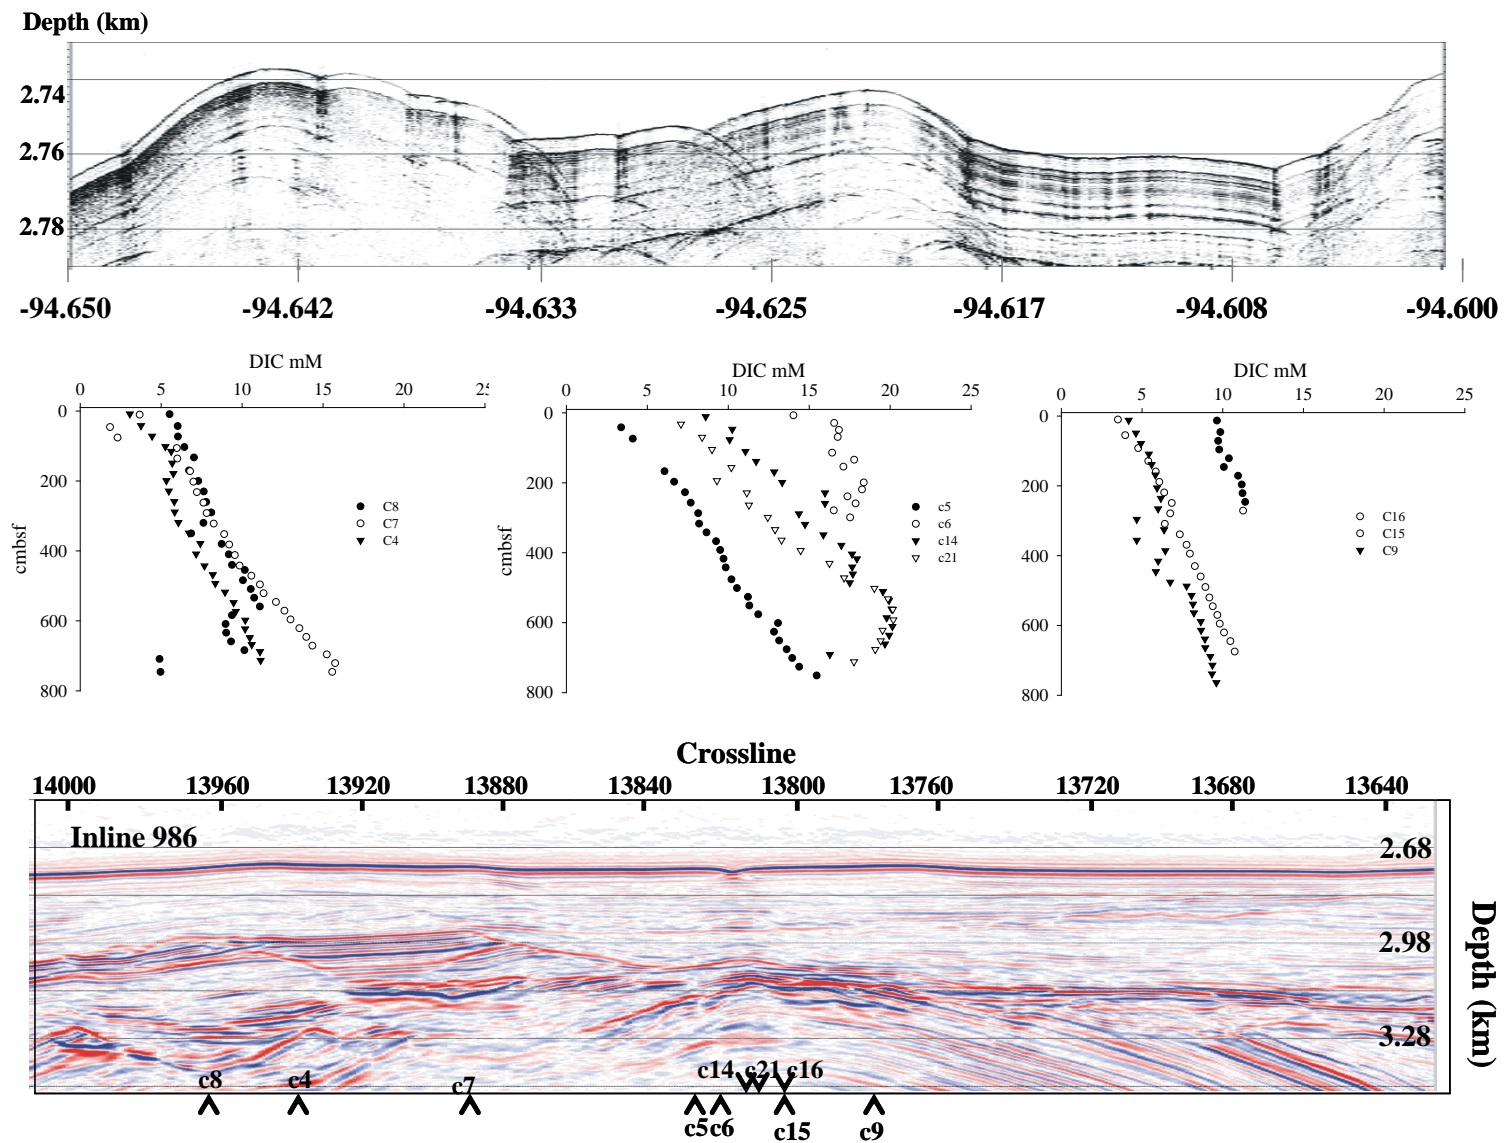 Depth (km)
2.74
2.76
2.78
-94.650 -94.642 -94.633 -94.625 -94.617 -94.608 -94.600
DIC mM
0 5 10 15 20 25
0
200
400
600
800
cmbsf
C8
C7
C4
DIC mM
0 5 10 15 20 25
0
200
400
600
800
cmbsf
c5
c6
c14
c21
DIC mM
0 5 10 15 20 25
0
200
400
600
800
C16
C15
C9
Crossline
14000 13960 13920 13880 13840 13800 13760 13720 13680 13640
Inline 986
2.68
2.98
3.28
Depth (km)
c8 c4 c7 c14 c21 c16
c5 c6 c15 c9